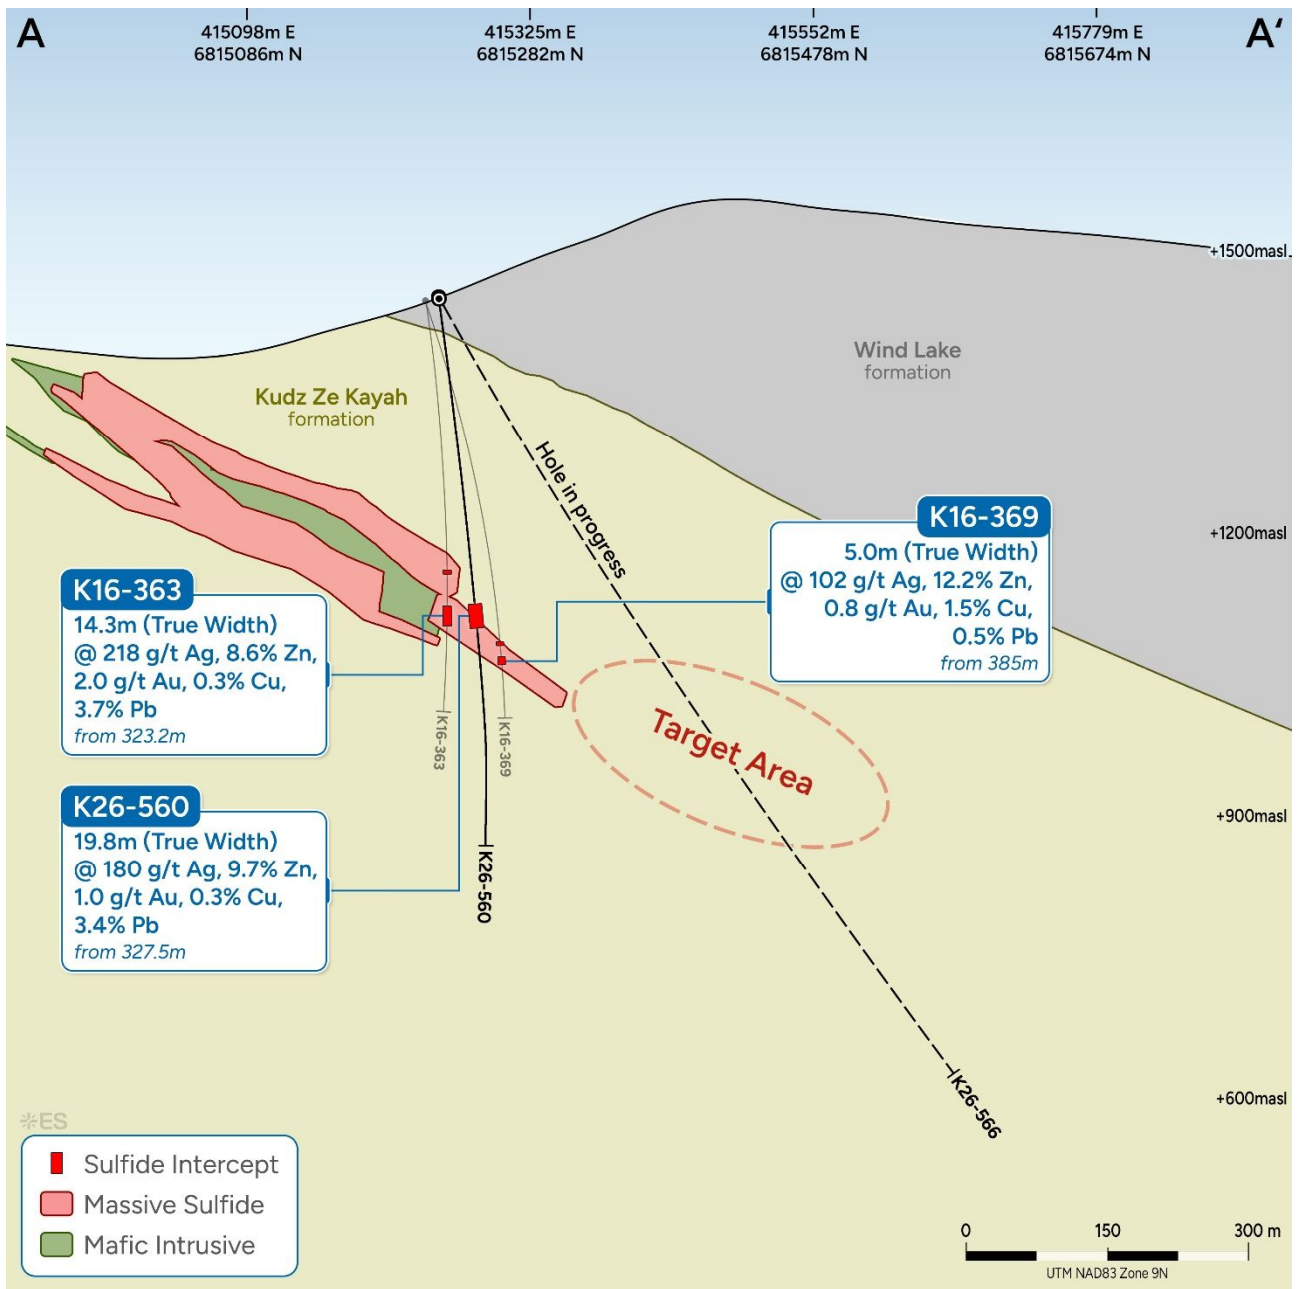 A
A‘
415098m E
6815086m N
415325m E
6815282m N
415552m E
6815478m N
415779m E
6815674m N
+1500masl
Wind Lake
formation
Kudz Ze Kayah
formation
Hole in progress
+1200masl
K16-369
5.0m (True Width)
@ 102 g/t Ag, 12.2% Zn,
0.8 g/t Au, 1.5% Cu,
0.5% Pb
from 385m
K16-363
14.3m (True Width)
@ 218 g/t Ag, 8.6% Zn,
2.0 g/t Au, 0.3% Cu,
3.7% Pb
from 323.2m
K16-363
K16-369
Target Area
K26-560
19.8m (True Width)
@ 180 g/t Ag, 9.7% Zn,
1.0 g/t Au, 0.3% Cu,
3.4% Pb
from 327.5m
+900masl
K26-560
K26-566
+600masl
ES
Sulfide Intercept
Massive Sulfide
Mafic Intrusive
0 150 300 m
UTM NAD83 Zone 9N